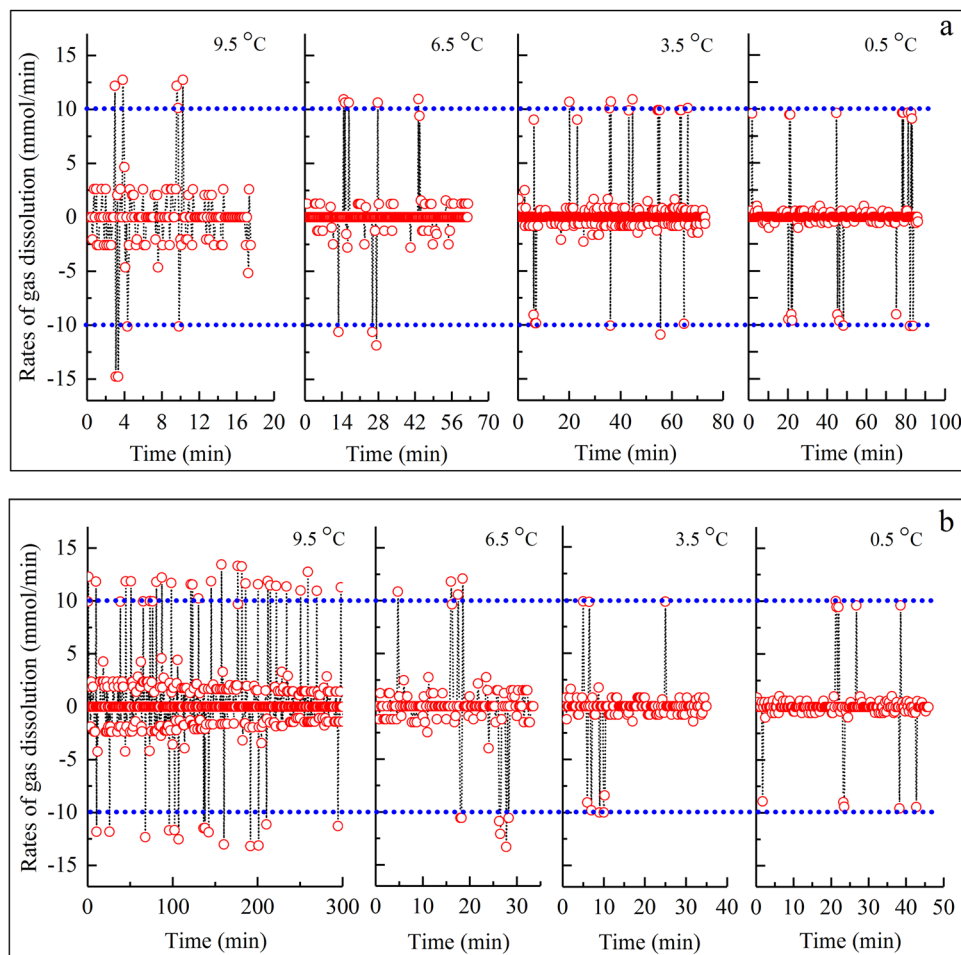 a
9.5 °C 6.5 °C 3.5 °C 0.5 °C
Rates of gas dissolution (mmol/min)
15
10
5
0
-5
-10
-15
0 4 8 12 16 20 0 14 28 42 56 70 0 20 40 60 80 0 20 40 60 80 100
Time (min) Time (min) Time (min) Time (min)
b
9.5 °C 6.5 °C 3.5 °C 0.5 °C
Rates of gas dissolution (mmol/min)
15
10
5
0
-5
-10
-15
0 100 200 300 0 10 20 30 0 10 20 30 40 0 10 20 30 40 50
Time (min) Time (min) Time (min) Time (min)